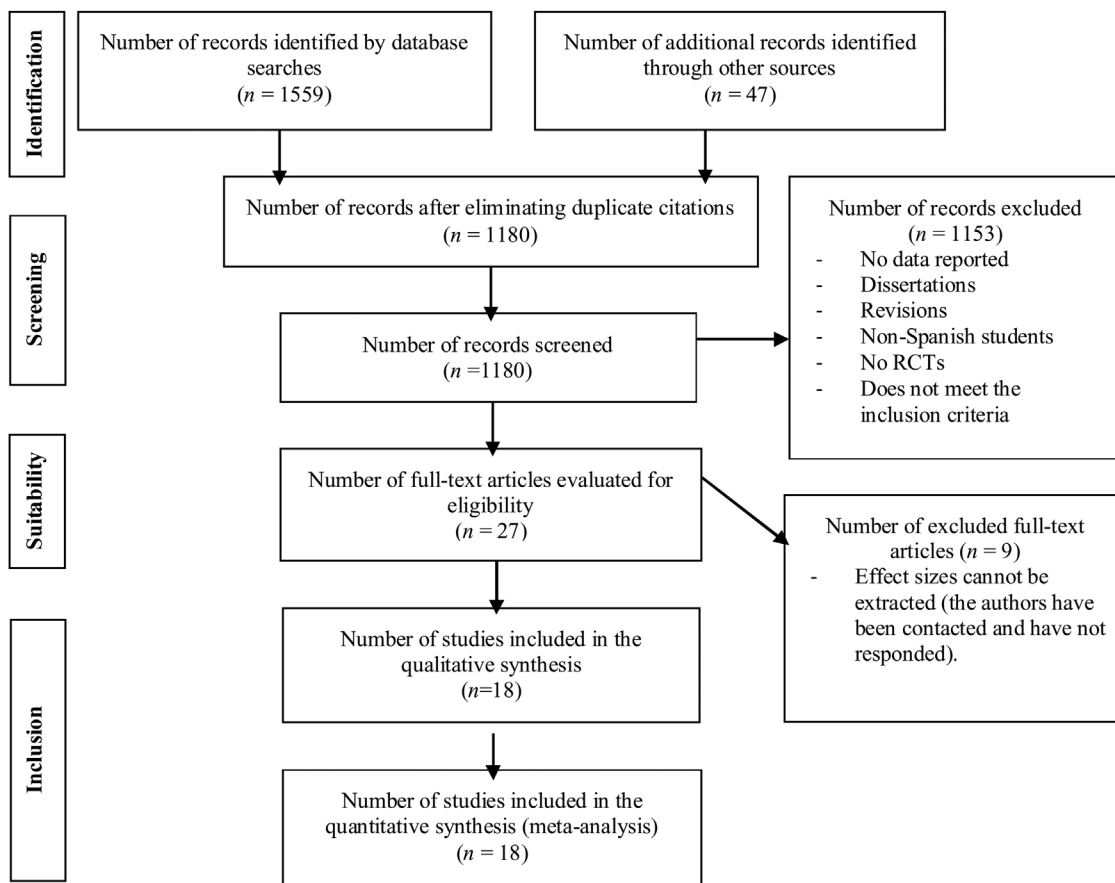 Identification
Number of records identified by database
searches
(n = 1559)
Number of additional records identified
through other sources
(n = 47)
Screening
Number of records after eliminating duplicate citations
(n = 1180)
Number of records screened
(n =1180)
Number of records excluded
(n = 1153)
- No data reported
- Dissertations
- Revisions
- Non-Spanish students
- No RCTs
- Does not meet the
inclusion criteria
Suitability
Number of full-text articles evaluated for
eligibility
(n = 27)
Number of excluded full-text
articles (n = 9)
- Effect sizes cannot be
extracted (the authors have
been contacted and have not
responded).
Inclusion
Number of studies included in the
qualitative synthesis
(n=18)
Number of studies included in the
quantitative synthesis (meta-analysis)
(n = 18)